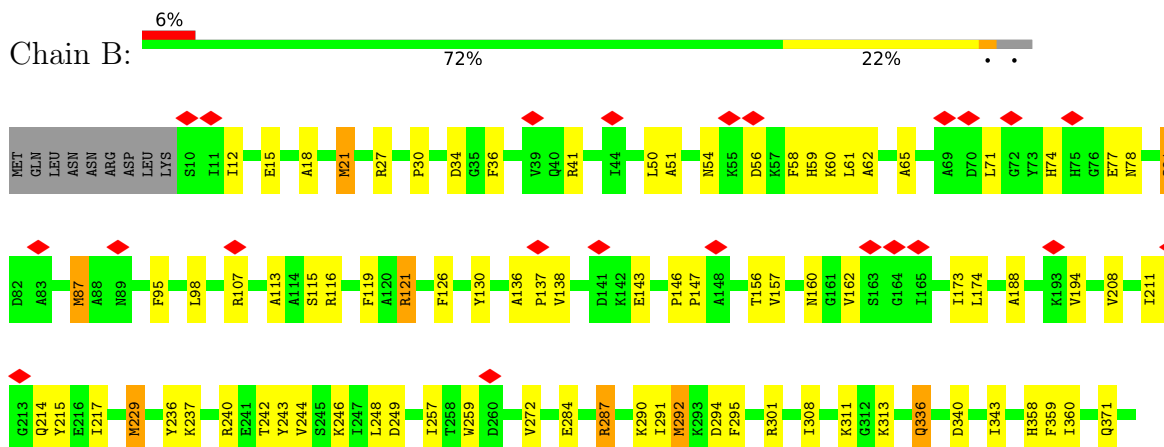 6%
Chain B:
72% 22% • •
MET GLN LEU ASN ASN ARG ASP LEU LYS S10 I11 I12 E15 A18 M21 R27 P30 D34 G35 F36 V39 Q40 R41 I44 L50 A51 N54 K55 D56 K57 F58 H59 K60 L61 A62 A65 A69 D70 L71 G72 Y73 H74 H75 G76 E77 N78
D82 A83 M87 A88 N89 F95 L98 R107 A113 A114 S115 R116 F119 A120 R121 F126 Y130 A136 P137 V138 D141 K142 E143 P146 P147 A148 T156 V157 N160 G161 V162 S163 G164 I165 I173 L174 A188 K193 V194 V208 I211
G213 Q214 Y215 E216 I217 M229 Y236 K237 R240 E241 T242 Y243 V244 S245 K246 I247 L248 D249 I257 T258 W259 D260 V272 E284 R287 K290 I291 M292 K293 D294 F295 R301 I308 K311 G312 K313 Q336 D340 I343 H358 F359 I360 Q371